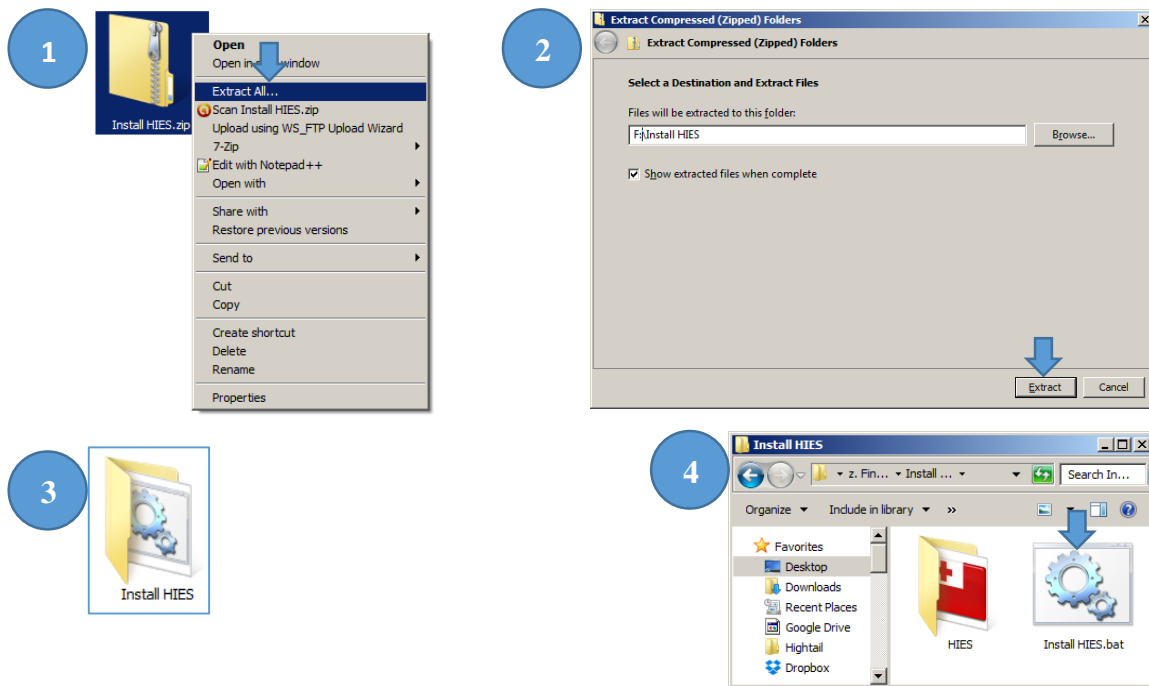 1
Install HIES.zip
Open
Open in window
Extract All...
Scan Install HIES.zip
Upload using WS_FTP Upload Wizard
7-Zip
Edit with Notepad++
Open with
Share with
Restore previous versions
Send to
Cut
Copy
Create shortcut
Delete
Rename
Properties
2
Extract Compressed (Zipped) Folders
Extract Compressed (Zipped) Folders
Select a Destination and Extract Files
Files will be extracted to this folder:
F:\Install HIES
Browse...
Show extracted files when complete
Extract
Cancel
3
Install HIES
4
Install HIES
z. Fin... Install ...
Search In...
Organize
Include in library
»
Favorites
Desktop
Downloads
Recent Places
Google Drive
Hightail
Dropbox
HIES
Install HIES.bat